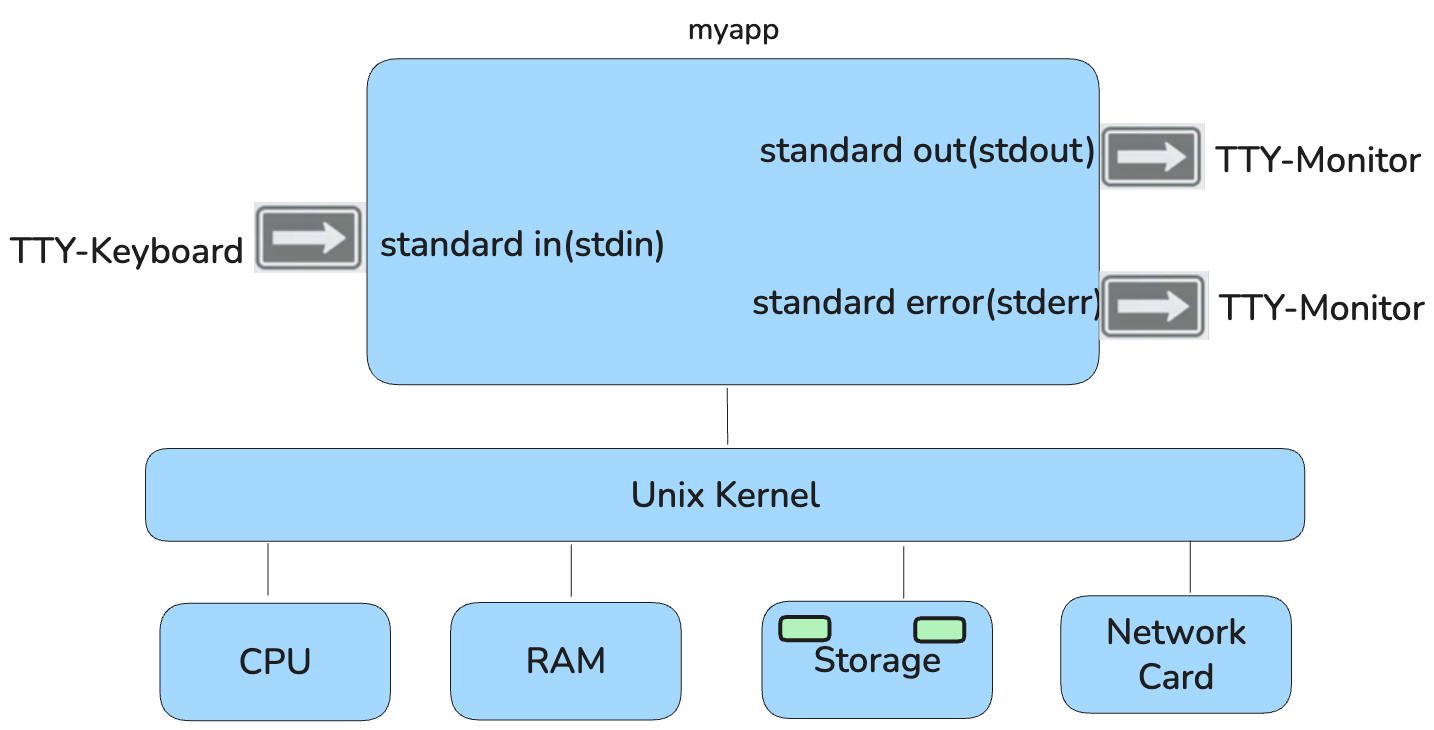 myapp
standard out(stdout)
TTY-Monitor
TTY-Keyboard
standard in(stdin)
standard error(stderr)
TTY-Monitor
Unix Kernel
CPU
RAM
Storage
Network
Card